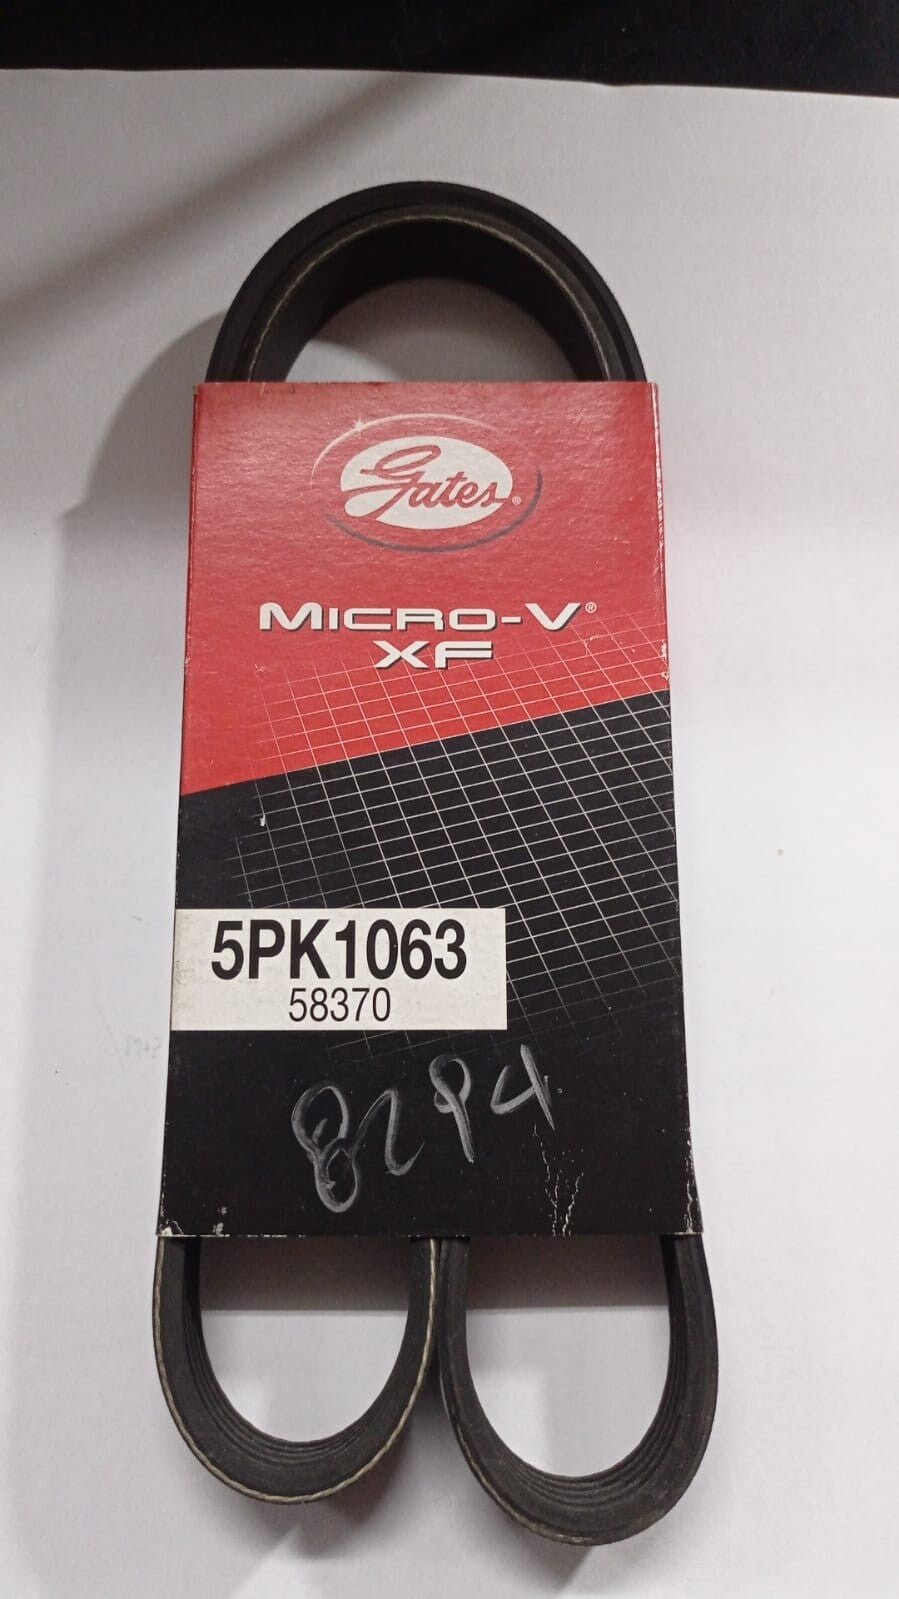 Gates®
MICRO-V®
XF
5PK1063
58370
8294